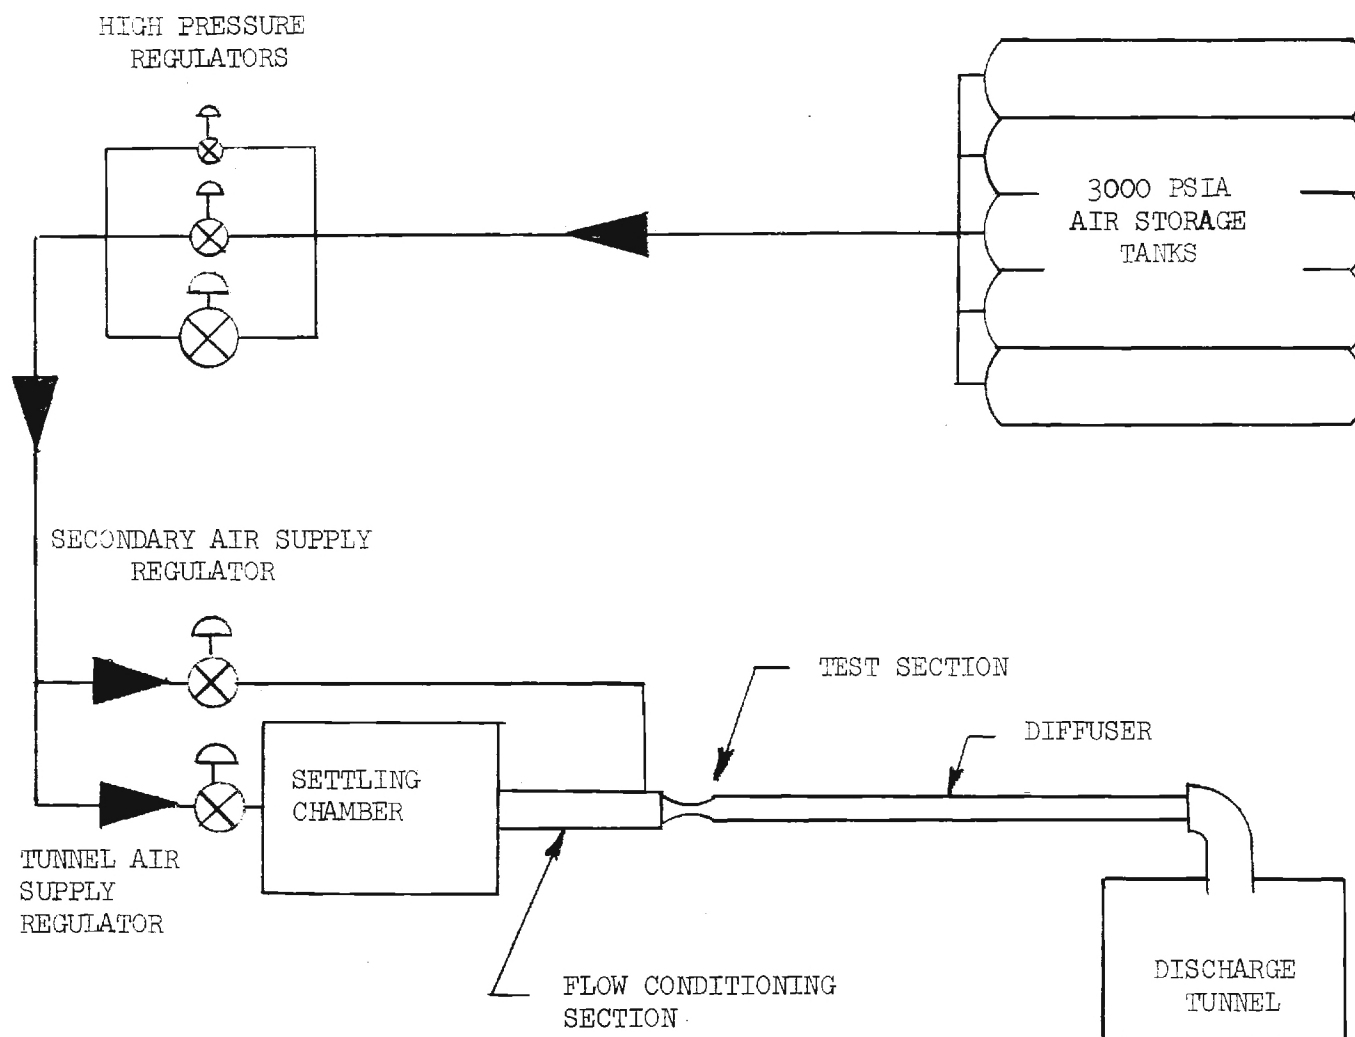 HIGH PRESSURE
REGULATORS
3000 PSIA
AIR STORAGE
TANKS
SECONDARY AIR SUPPLY
REGULATOR
TEST SECTION
DIFFUSER
SETTLING
CHAMBER
TUNNEL AIR
SUPPLY
REGULATOR
FLOW CONDITIONING
SECTION
DISCHARGE
TUNNEL